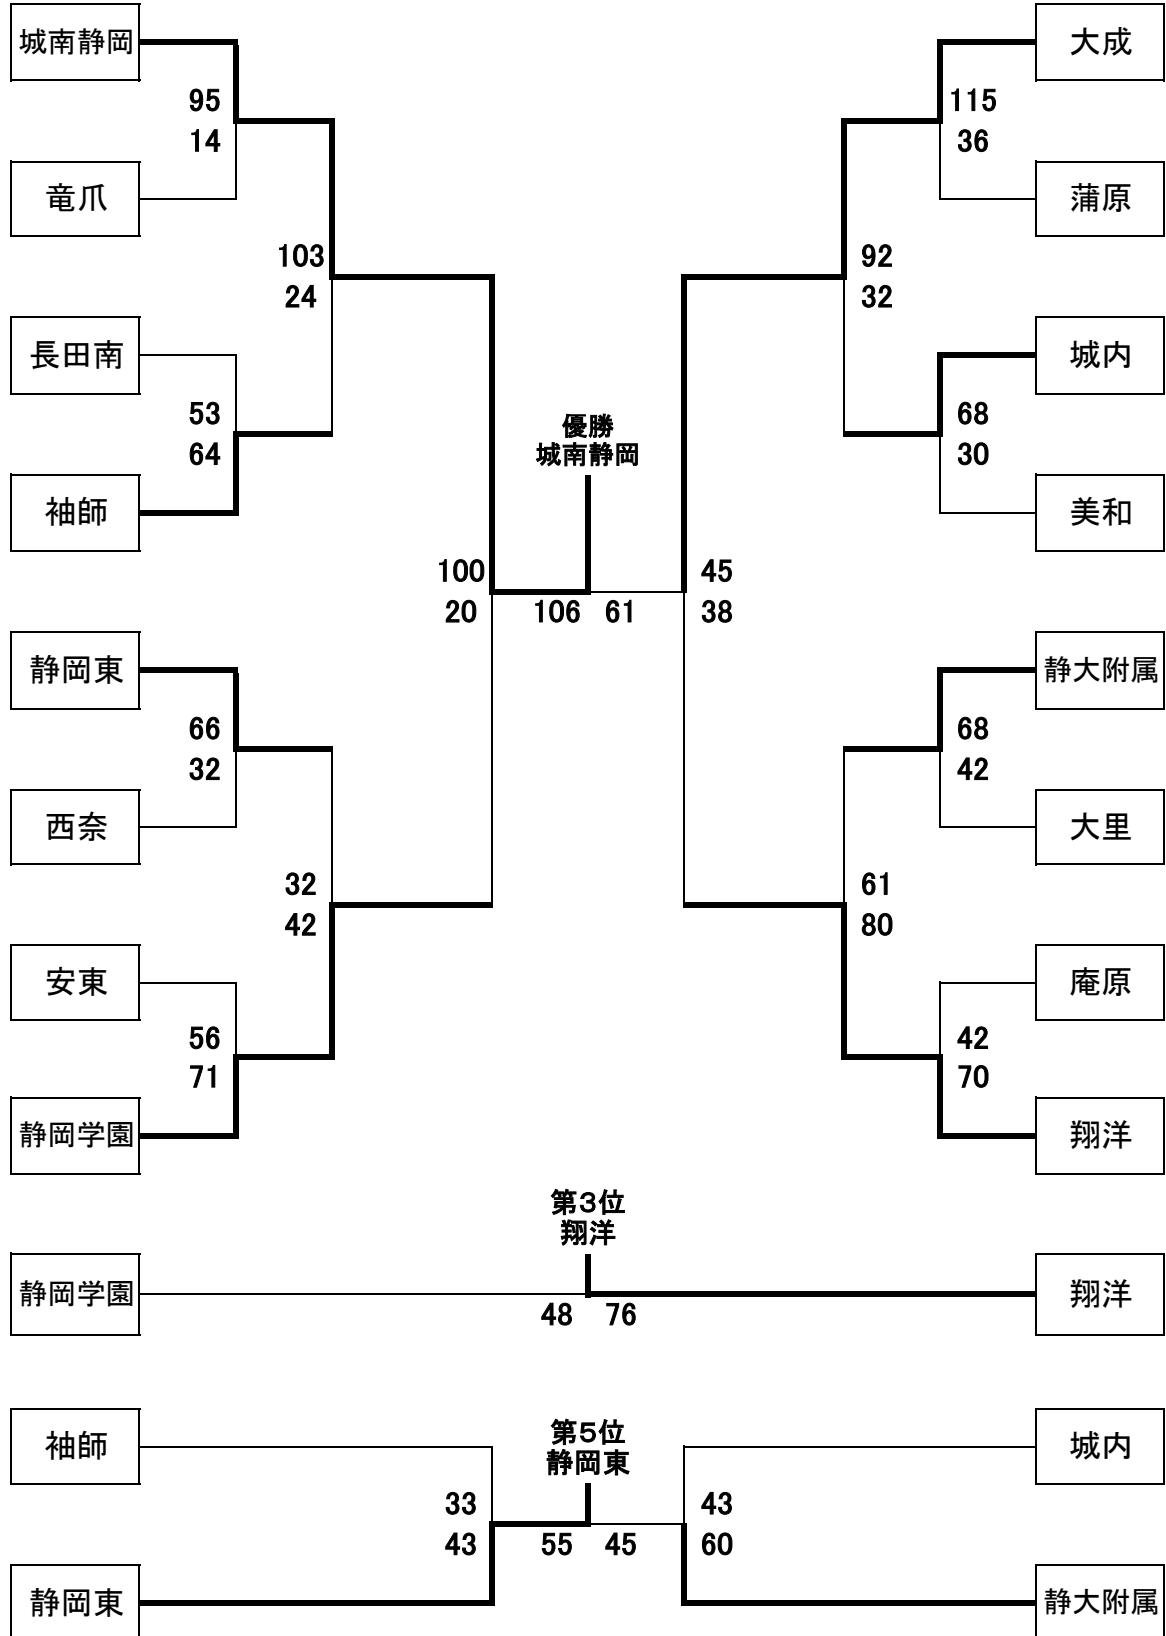 城南静岡
大成
95
115
14
36
竜爪
蒲原
103
92
24
32
長田南
城内
53
68
64
30
優勝
城南静岡
袖師
美和
100
45
20
106 61
38
静岡東
静大附属
66
68
32
42
西奈
大里
32
61
42
80
安東
庵原
56
42
71
70
静岡学園
翔洋
第3位
翔洋
静岡学園
翔洋
48 76
袖師
城内
第5位
静岡東
33
43
43
55 45
60
静岡東
静大附属